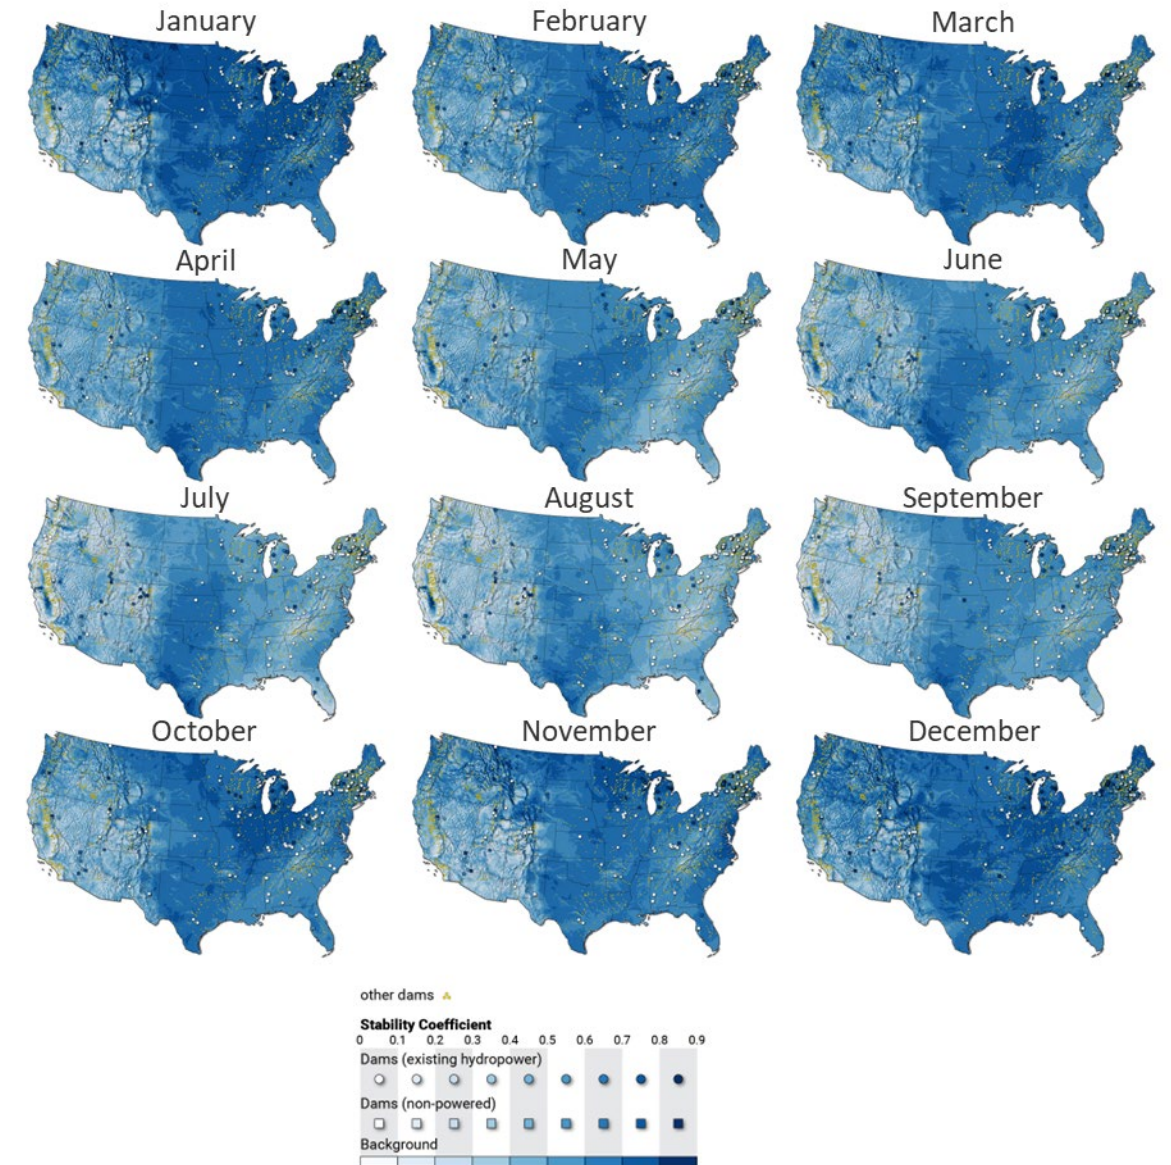 January February March
April May June
July August September
October November December
other dams
Stability Coefficient
0 0.1 0.2 0.3 0.4 0.5 0.6 0.7 0.8 0.9
Dams (existing hydropower)
Dams (non-powered)
Background